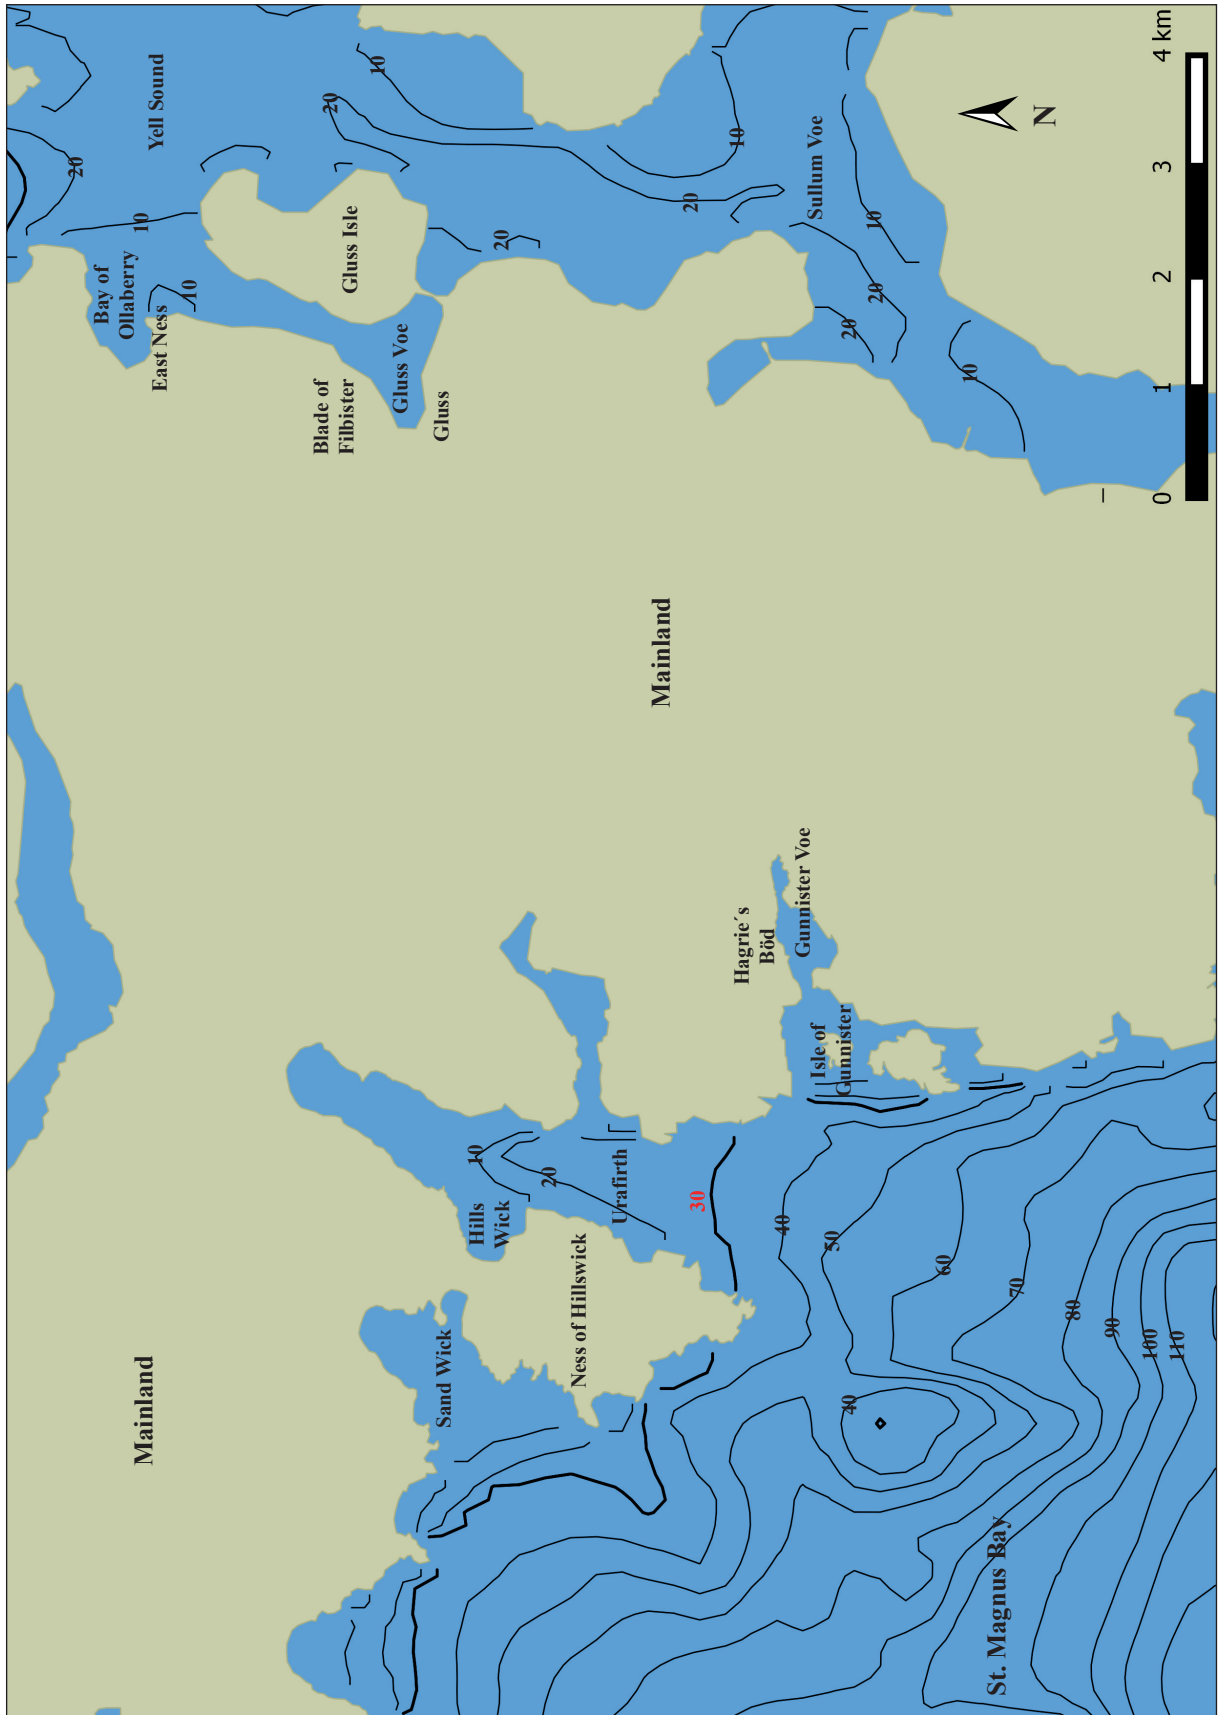 Mainland
Sand Wick
Hills
Wick
Ness of Hillswick
Urafirth
St. Magnus Bay
10
20
30
40
50
60
70
80
90
100
110
40
Isle of
Gunnister
Hagrie´s
Böd
Gunnister Voe
Mainland
Blade of
Filbister
Gluss Voe
Gluss
East Ness
Bay of
Ollaberry
Gluss Isle
Yell Sound
Sullum Voe
20
10
10
20
10
20
20
10
10
20
20
10
N
0
1
2
3
4 km